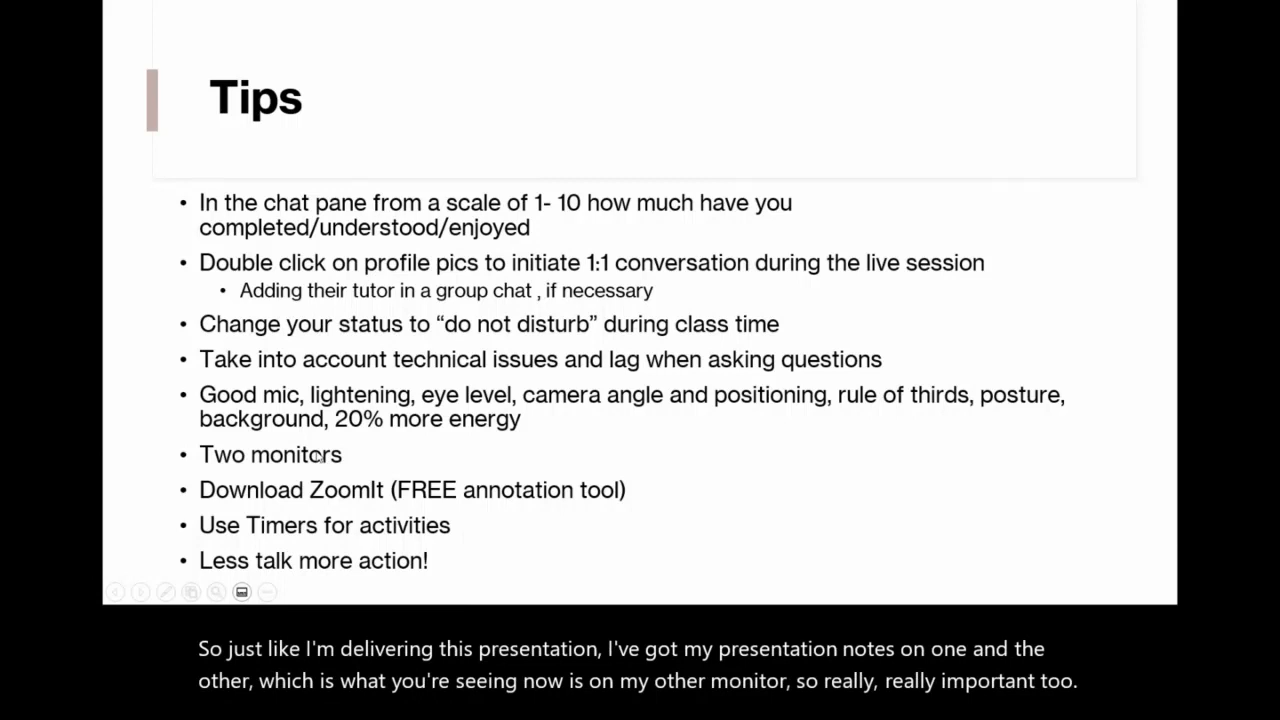 Tips
In the chat pane from a scale of 1- 10 how much have you
completed/understood/enjoyed
Double click on profile pics to initiate 1:1 conversation during the live session
Adding their tutor in a group chat , if necessary
Change your status to “do not disturb” during class time
Take into account technical issues and lag when asking questions
Good mic, lightening, eye level, camera angle and positioning, rule of thirds, posture,
background, 20% more energy
Two monitors
Download ZoomIt (FREE annotation tool)
Use Timers for activities
Less talk more action!
So just like I'm delivering this presentation, I've got my presentation notes on one and the
other, which is what you're seeing now is on my other monitor, so really, really important too.